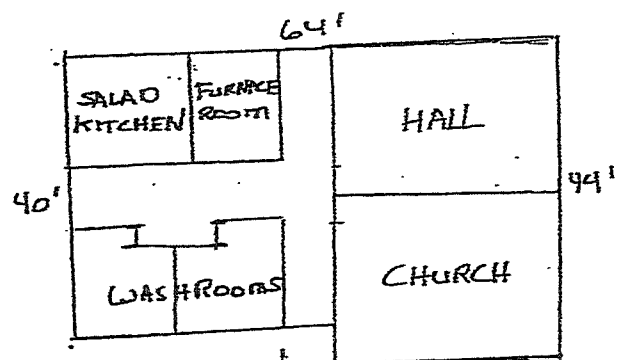 64'
SALAD
KITCHEN
FURNACE
ROOM
HALL
40'
44'
WASHROOMS
CHURCH